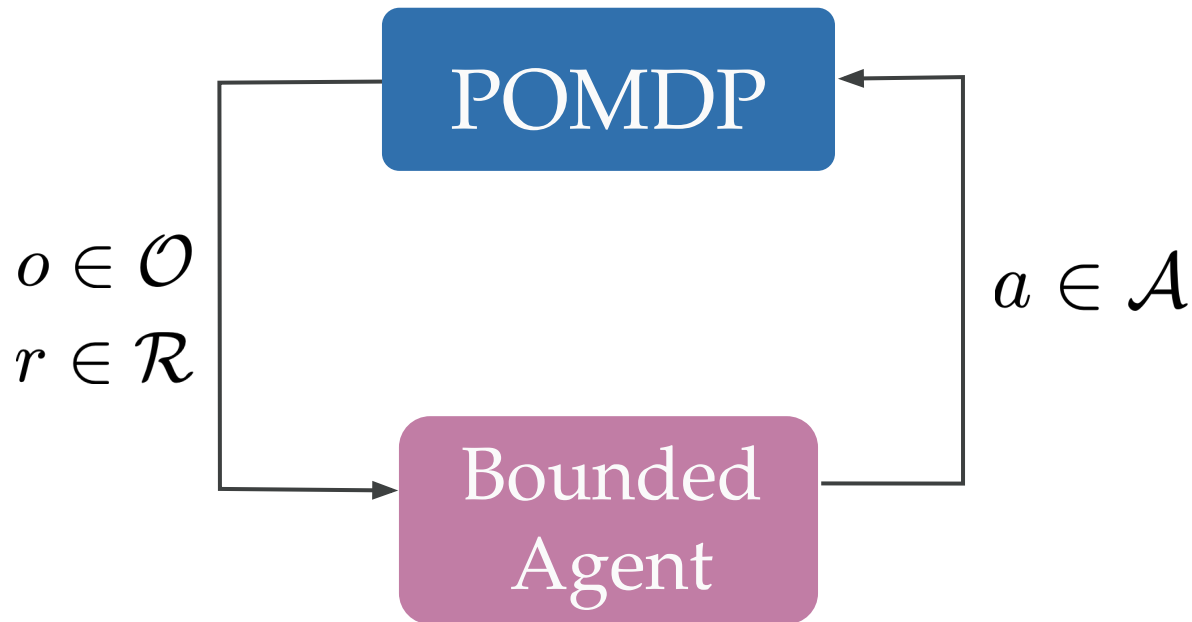 POMDP
o ∈ 𝒪
r ∈ ℛ
a ∈ 𝒜
Bounded
Agent